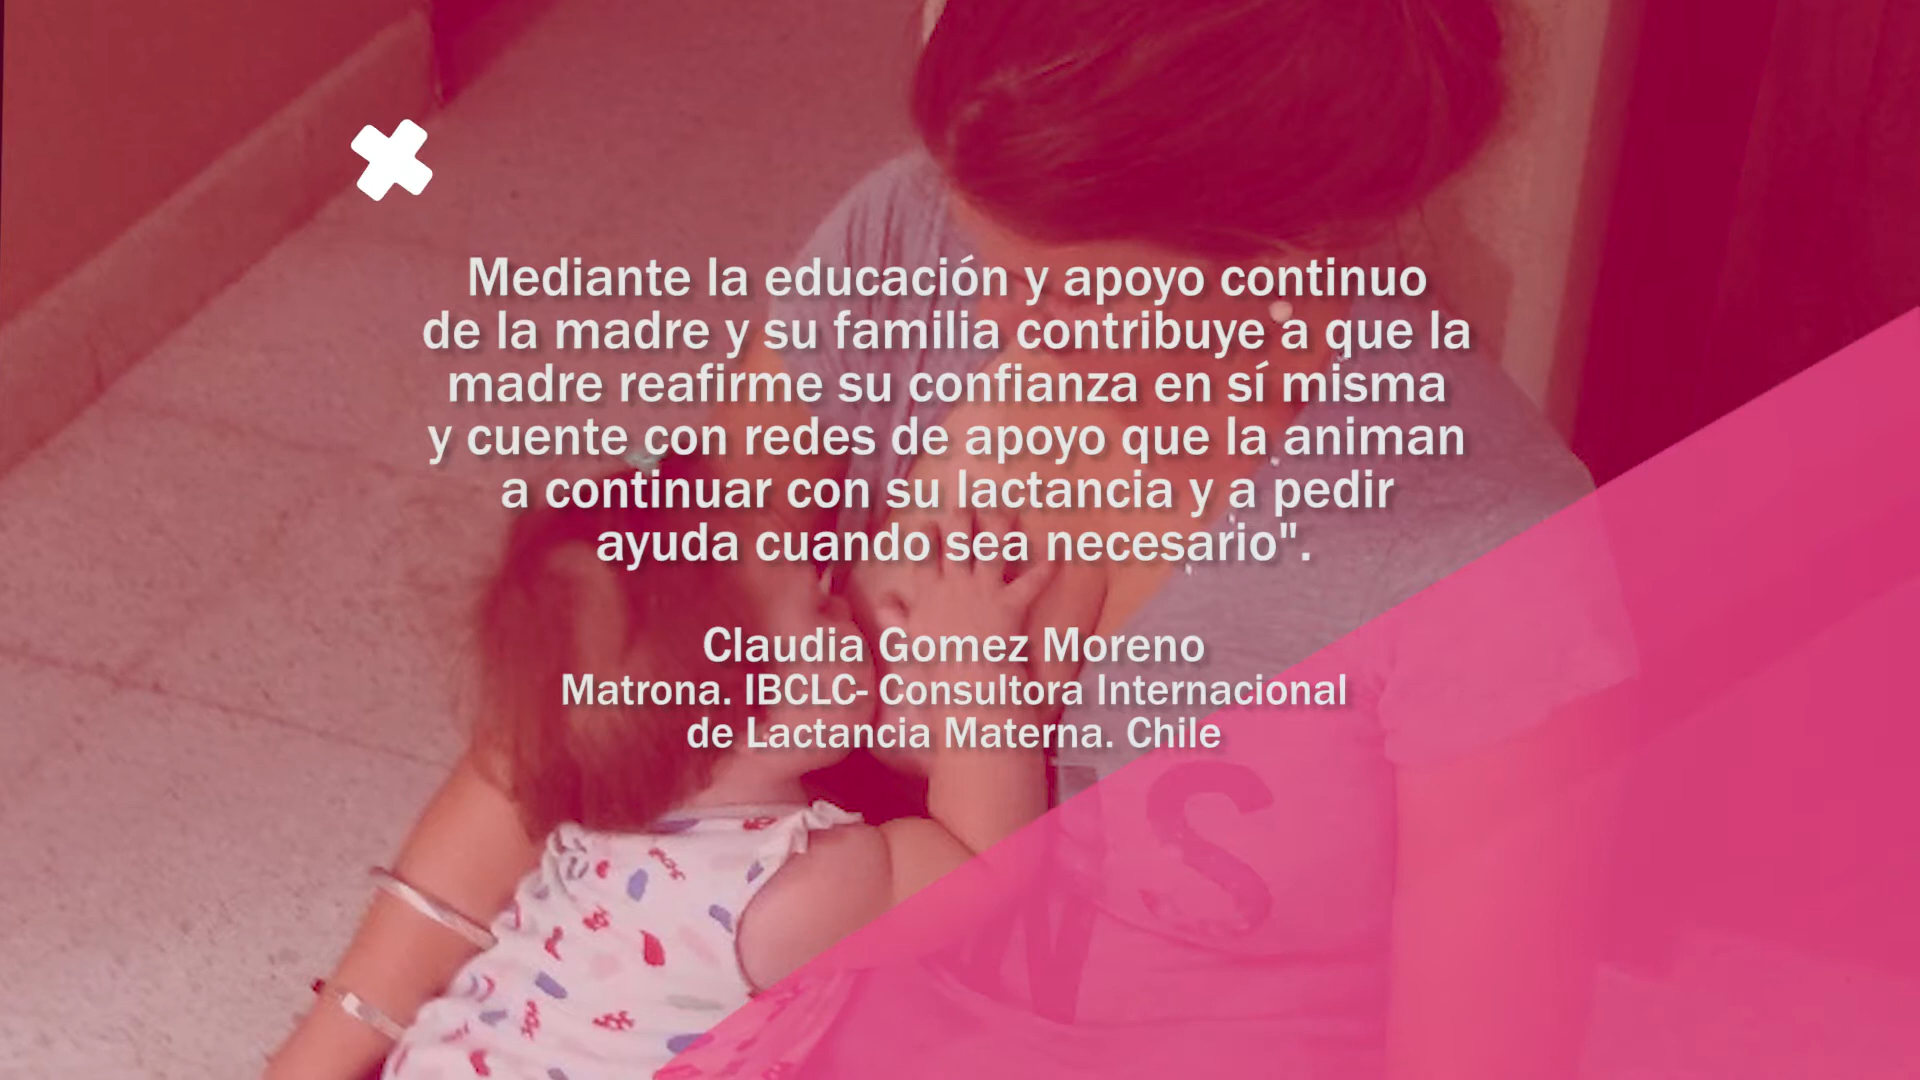 Mediante la educación y apoyo continuo
de la madre y su familia contribuye a que la
madre reafirme su confianza en sí misma
y cuente con redes de apoyo que la animan
a continuar con su lactancia y a pedir
ayuda cuando sea necesario".
Claudia Gomez Moreno
Matrona. IBCLC- Consultora Internacional
de Lactancia Materna. Chile